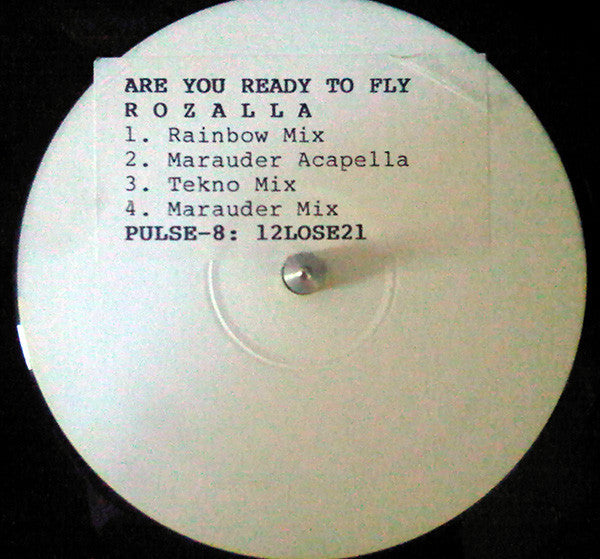 ARE YOU READY TO FLY
R O Z A L L A
1. Rainbow Mix
2. Marauder Acapella
3. Tekno Mix
4. Marauder Mix
PULSE-8: 12LOSE21